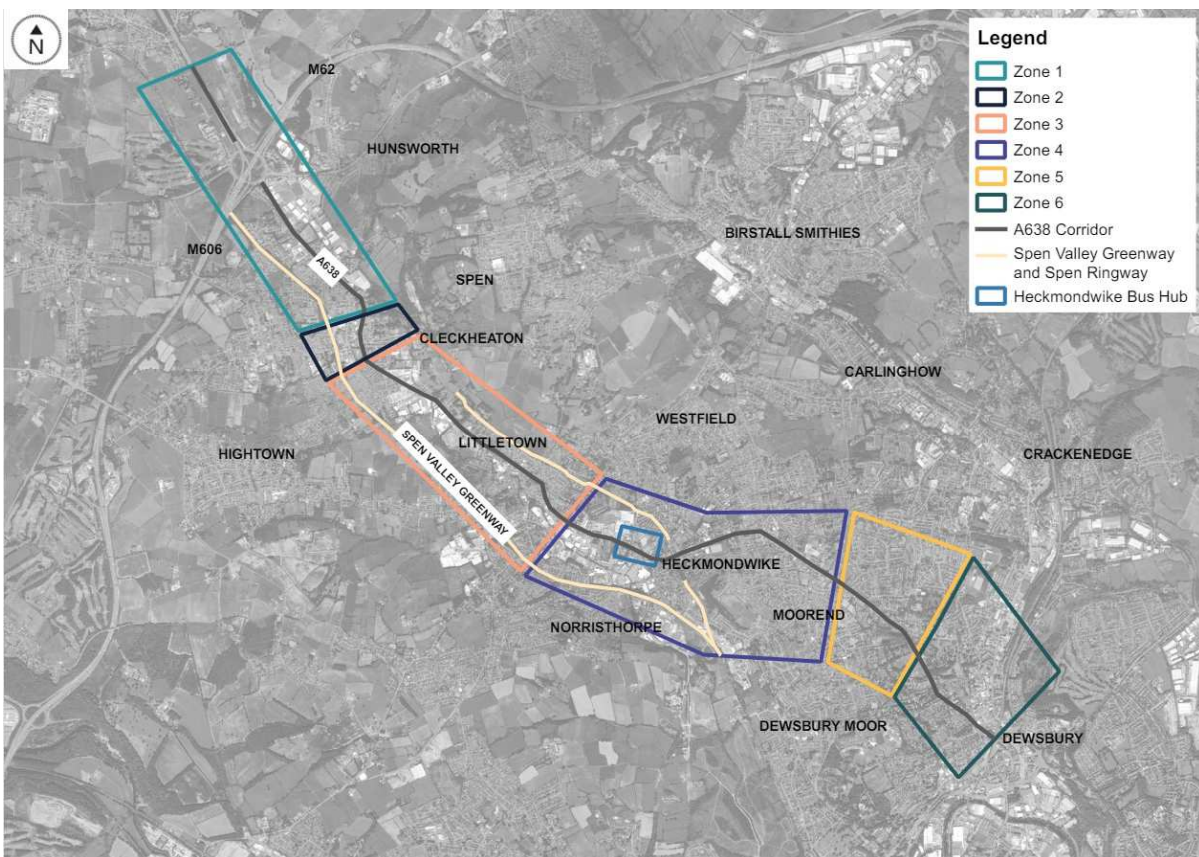 N
Legend
Zone 1
Zone 2
Zone 3
Zone 4
Zone 5
Zone 6
A638 Corridor
Spen Valley Greenway
and Spen Ringway
Heckmondwike Bus Hub
M62
HUNSWORTH
BIRSTALL SMITHIES
M606
A638
SPEN
CLECKHEATON
CARLINGHOW
WESTFIELD
LITTLETOWN
HIGHTOWN
CRACKENEDGE
SPEN VALLEY GREENWAY
HECKMONDWIKE
MOOREND
NORRISTHORPE
DEWSBURY MOOR
DEWSBURY